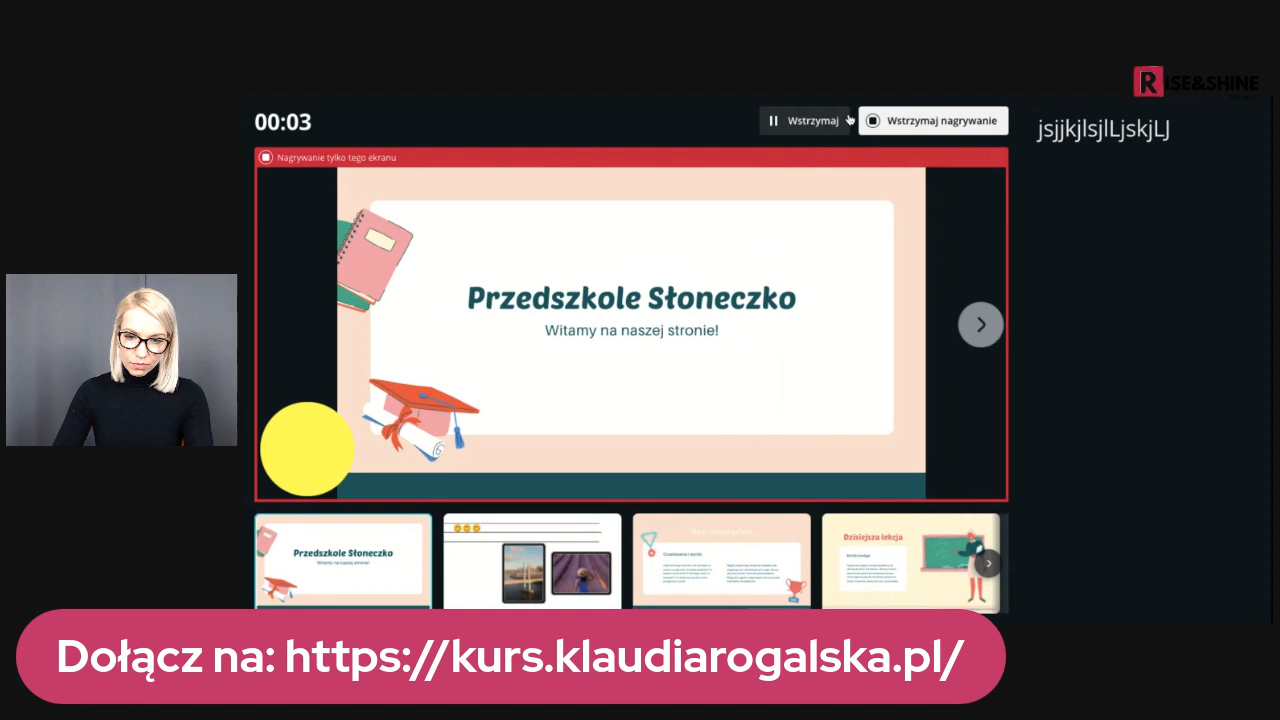 RISE&SHINE
00:03
Wstrzymaj
Wstrzymaj nagrywanie
jsjjkjlsjlLjskjLJ
Nagrywanie tylko tego ekranu
Przedszkole Słoneczko
Witamy na naszej stronie!
Przedszkole Słoneczko
Witamy na naszej stronie!
Dzisiejsza lekcja
Dołącz na: https://kurs.klaudiarogalska.pl/